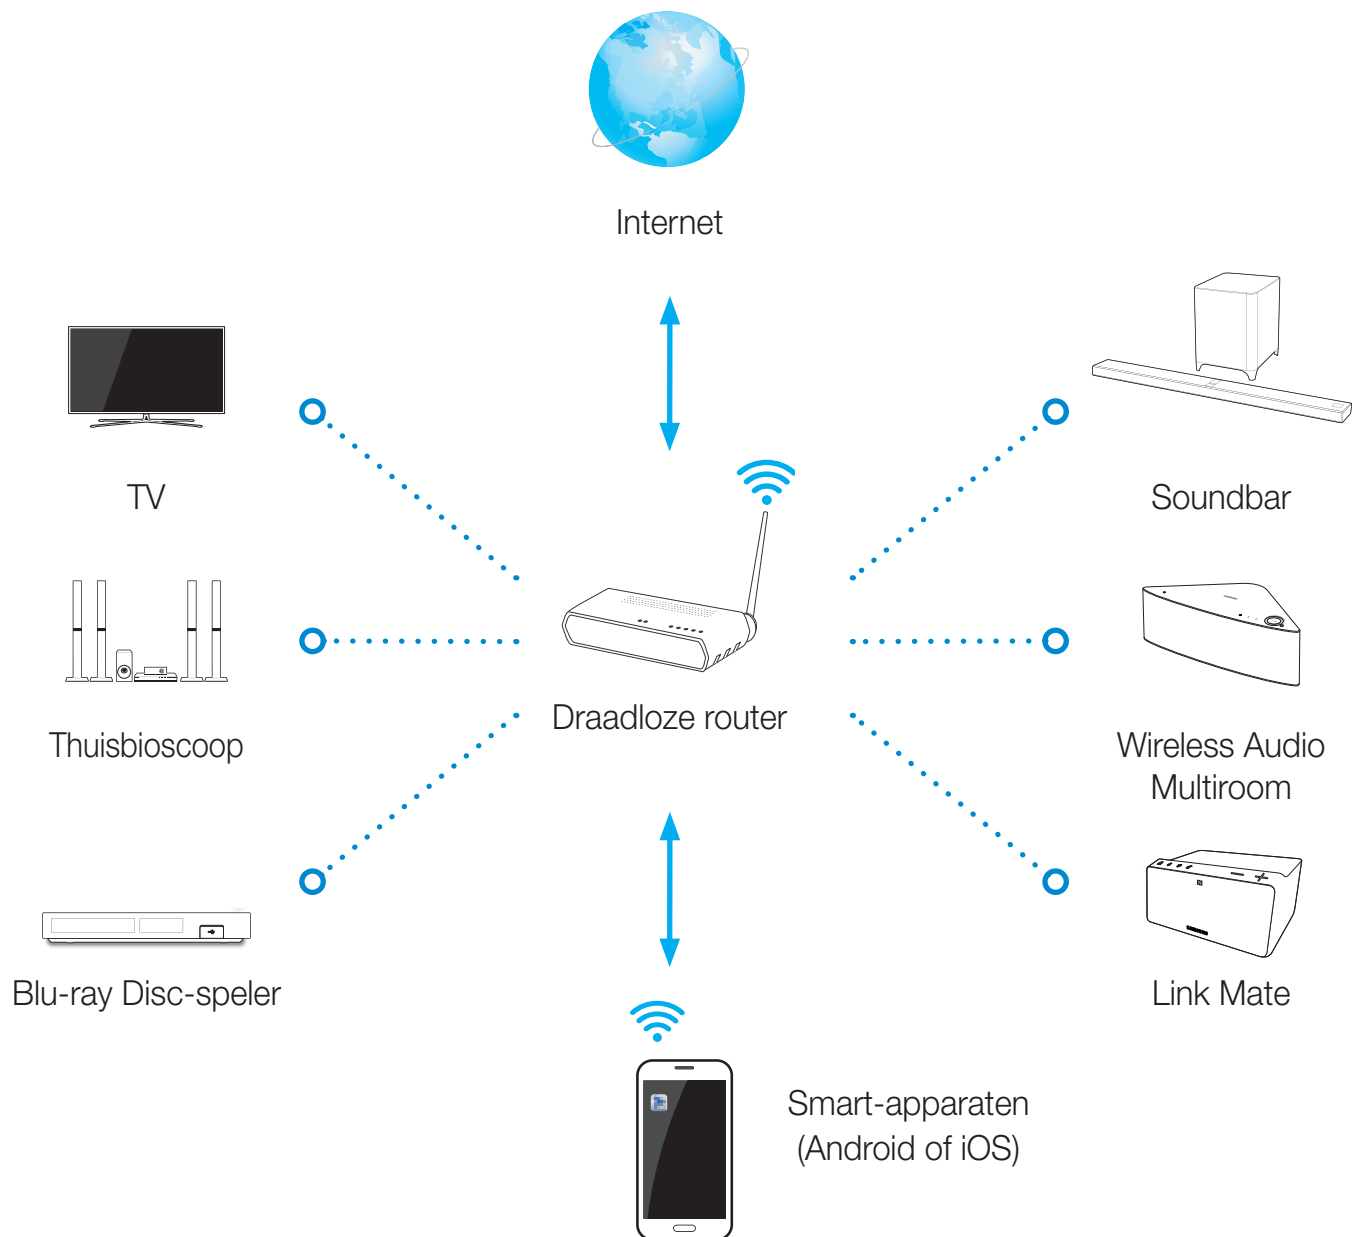 Internet
TV
Soundbar
Thuisbioscoop
Draadloze router
Wireless Audio
Multiroom
Blu-ray Disc-speler
Link Mate
Smart-apparaten
(Android of iOS)